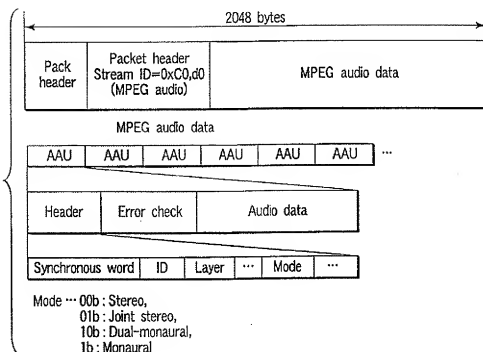 2048 bytes
Pack header
Packet header
Stream ID=0xC0,d0
(MPEG audio)
MPEG audio data
MPEG audio data
AAU AAU AAU AAU AAU AAU ...
Header Error check Audio data
Synchronous word ID Layer ... Mode ...
Mode ... 00b : Stereo,
01b : Joint stereo,
10b : Dual-monaural,
1b : Monaural